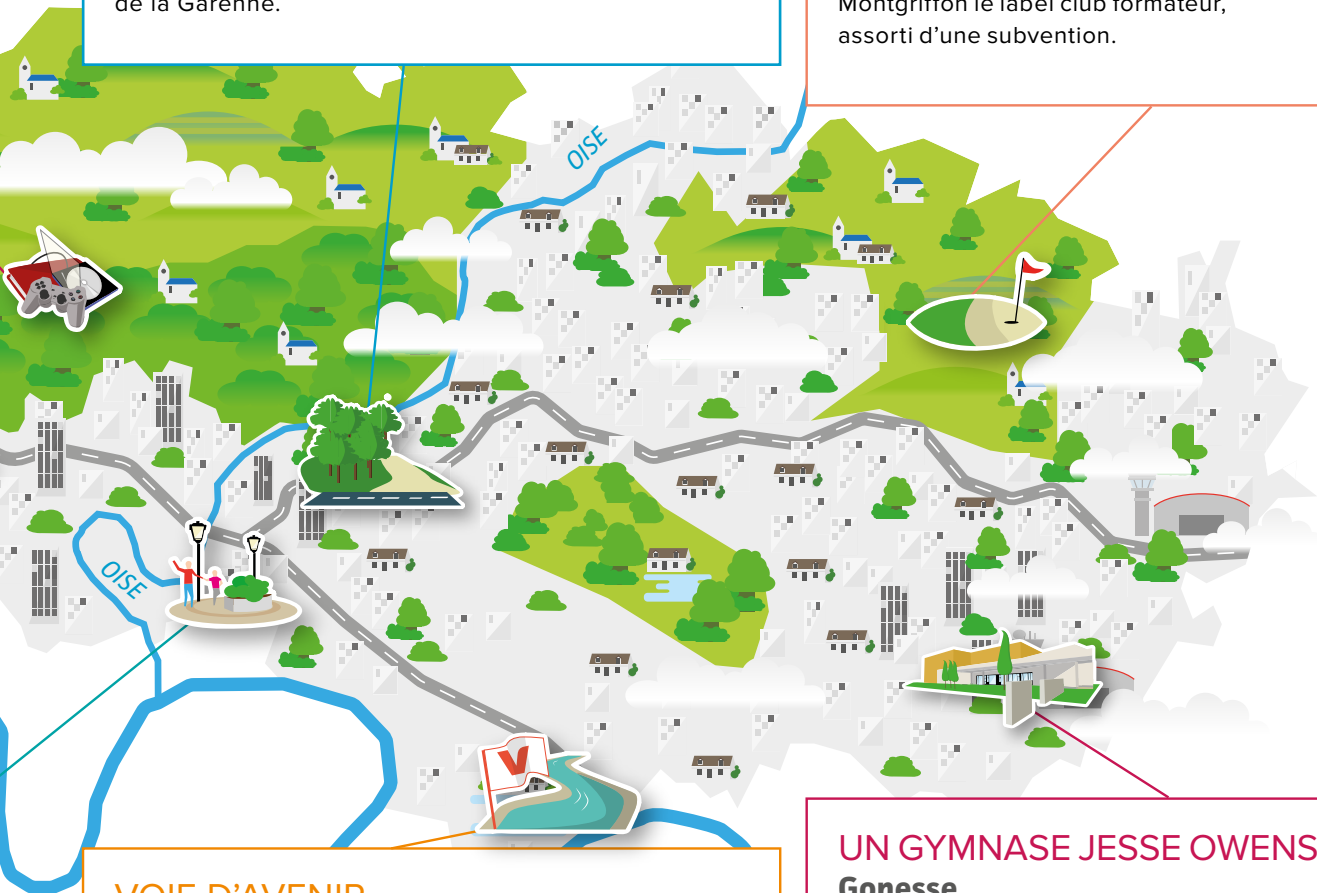 de la Garenne.
Montgriffon le label club formateur,
assorti d'une subvention.
OISE
OISE
V
VOIE D'AVENIR
UN GYMNASE JESSE OWENS
Gonesse